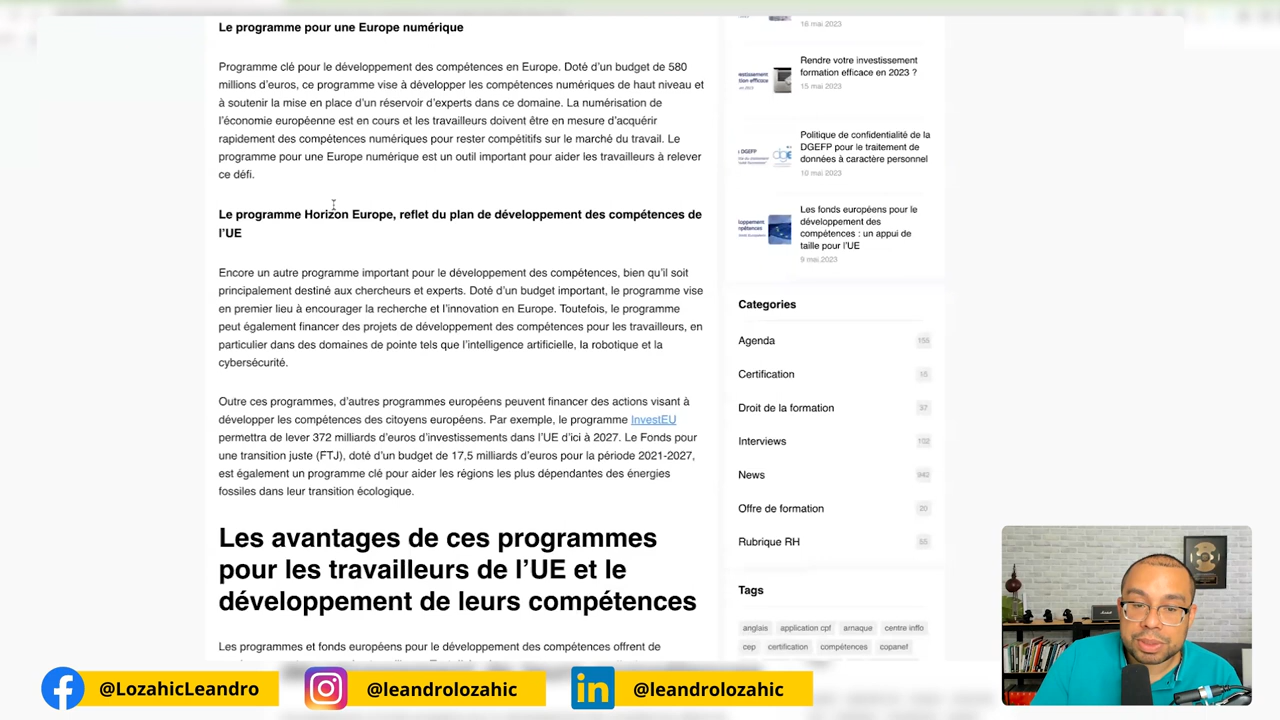 Le programme pour une Europe numérique
Programme clé pour le développement des compétences en Europe. Doté d’un budget de 580
millions d’euros, ce programme vise à développer les compétences numériques de haut niveau et
à soutenir la mise en place d’un réservoir d’experts dans ce domaine. La numérisation de
l’économie européenne est en cours et les travailleurs doivent être en mesure d’acquérir
rapidement des compétences numériques pour rester compétitifs sur le marché du travail. Le
programme pour une Europe numérique est un outil important pour aider les travailleurs à relever
ce défi.
Le programme Horizon Europe, reflet du plan de développement des compétences de
l’UE
Encore un autre programme important pour le développement des compétences, bien qu’il soit
principalement destiné aux chercheurs et experts. Doté d’un budget important, le programme vise
en premier lieu à encourager la recherche et l’innovation en Europe. Toutefois, le programme
peut également financer des projets de développement des compétences pour les travailleurs, en
particulier dans des domaines de pointe tels que l’intelligence artificielle, la robotique et la
cybersécurité.
Outre ces programmes, d’autres programmes européens peuvent financer des actions visant à
développer les compétences des citoyens européens. Par exemple, le programme InvestEU
permettra de lever 372 milliards d’euros d’investissements dans l’UE d’ici à 2027. Le Fonds pour
une transition juste (FTJ), doté d’un budget de 17,5 milliards d’euros pour la période 2021-2027,
est également un programme clé pour aider les régions les plus dépendantes des énergies
fossiles dans leur transition écologique.
Les avantages de ces programmes
pour les travailleurs de l’UE et le
développement de leurs compétences
Les programmes et fonds européens pour le développement des compétences offrent de
16 mai 2023
Rendre votre investissement
formation efficace en 2023 ?
15 mai 2023
Politique de confidentialité de la
DGEFP pour le traitement de
données à caractère personnel
10 mai 2023
Les fonds européens pour le
développement des
compétences : un appui de
taille pour l’UE
9 mai 2023
Categories
Agenda 155
Certification 15
Droit de la formation 37
Interviews 102
News 942
Offre de formation 20
Rubrique RH 55
Tags
anglais application cpf arnaque centre inffo
cep certification compétences copanef
@LozahicLeandro
@leandrolozahic
@leandrolozahic